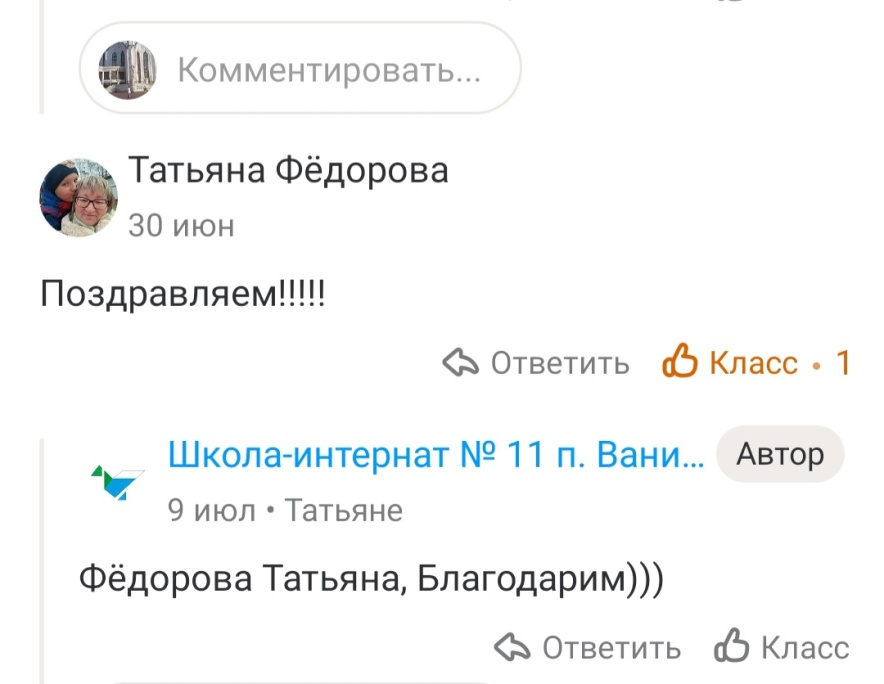 Комментировать...
Татьяна Фёдорова
30 июн
Поздравляем!!!!!
Ответить Класс • 1
Школа-интернат № 11 п. Вани... Автор
9 июл • Татьяне
Фёдорова Татьяна, Благодарим)))
Ответить Класс